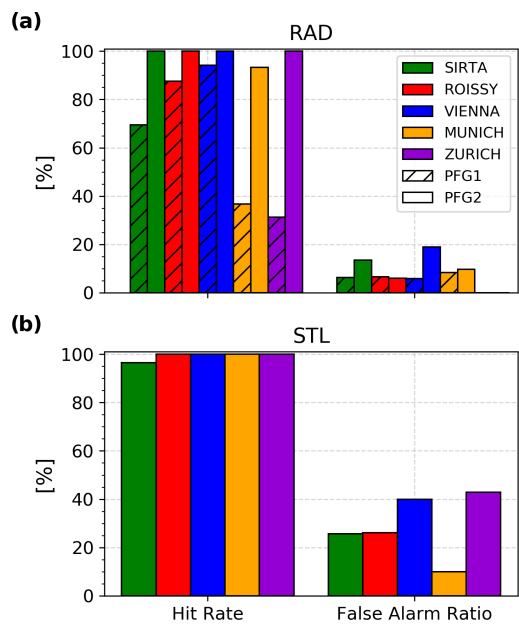 (a)
RAD
100
80
60
40
20
0
[%]
SIRTA
ROISSY
VIENNA
MUNICH
ZURICH
PFG1
PFG2
(b)
STL
100
80
60
40
20
0
[%]
Hit Rate
False Alarm Ratio